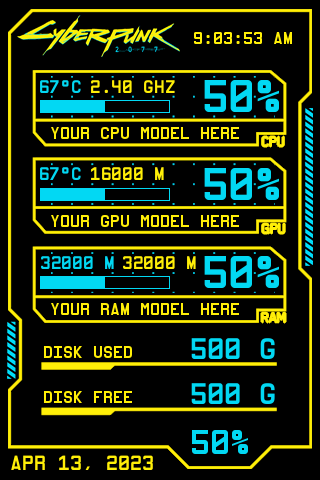 Cyberpunk
2077
9:03:53 AM
67°C 2.40 GHZ
50%
YOUR CPU MODEL HERE
CPU
67°C 16000 M
50%
YOUR GPU MODEL HERE
GPU
32000 M 32000 M
50%
YOUR RAM MODEL HERE
RAM
DISK USED 500 G
DISK FREE 500 G
50%
APR 13, 2023